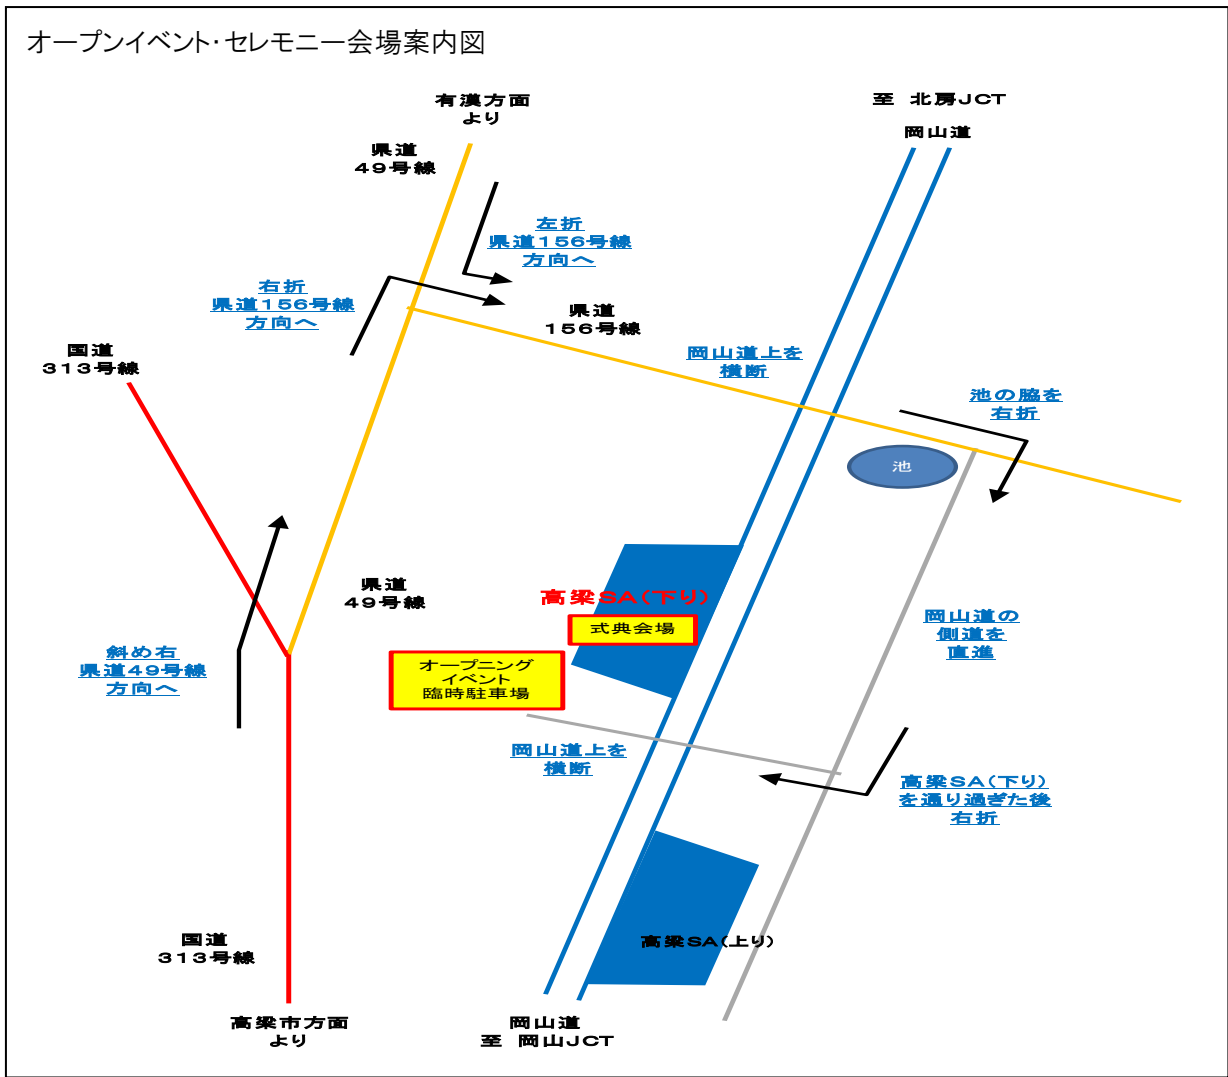 オープンイベント・セレモニー会場案内図
有漢方面
より
至 北房JCT
岡山道
県道
49号線
左折
県道156号線
方向へ
右折
県道156号線
方向へ
県道
156号線
国道
313号線
岡山道上を
横断
池の脇を
右折
池
県道
49号線
高梁SA(下り)
式典会場
岡山道の
側道を
直進
斜め右
県道49号線
方向へ
オープニング
イベント
臨時駐車場
岡山道上を
横断
高梁SA(下り)
を通り過ぎた後
右折
国道
313号線
高梁SA(上り)
高梁市方面
より
岡山道
至 岡山JCT